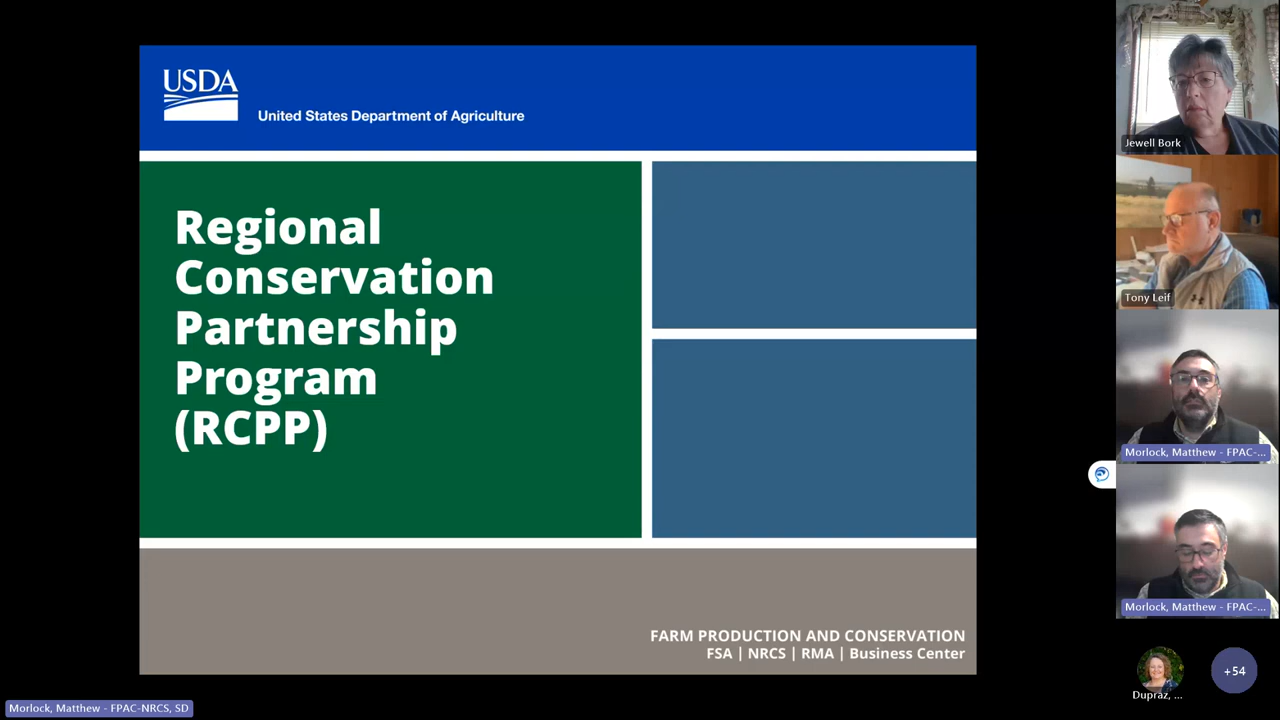 USDA
United States Department of Agriculture
Regional
Conservation
Partnership
Program
(RCPP)
FARM PRODUCTION AND CONSERVATION
FSA | NRCS | RMA | Business Center
Jewell Bork
Tony Leif
Morlock, Matthew - FPAC-...
Morlock, Matthew - FPAC-...
Dupraz, ...
+54
Morlock, Matthew - FPAC-NRCS, SD